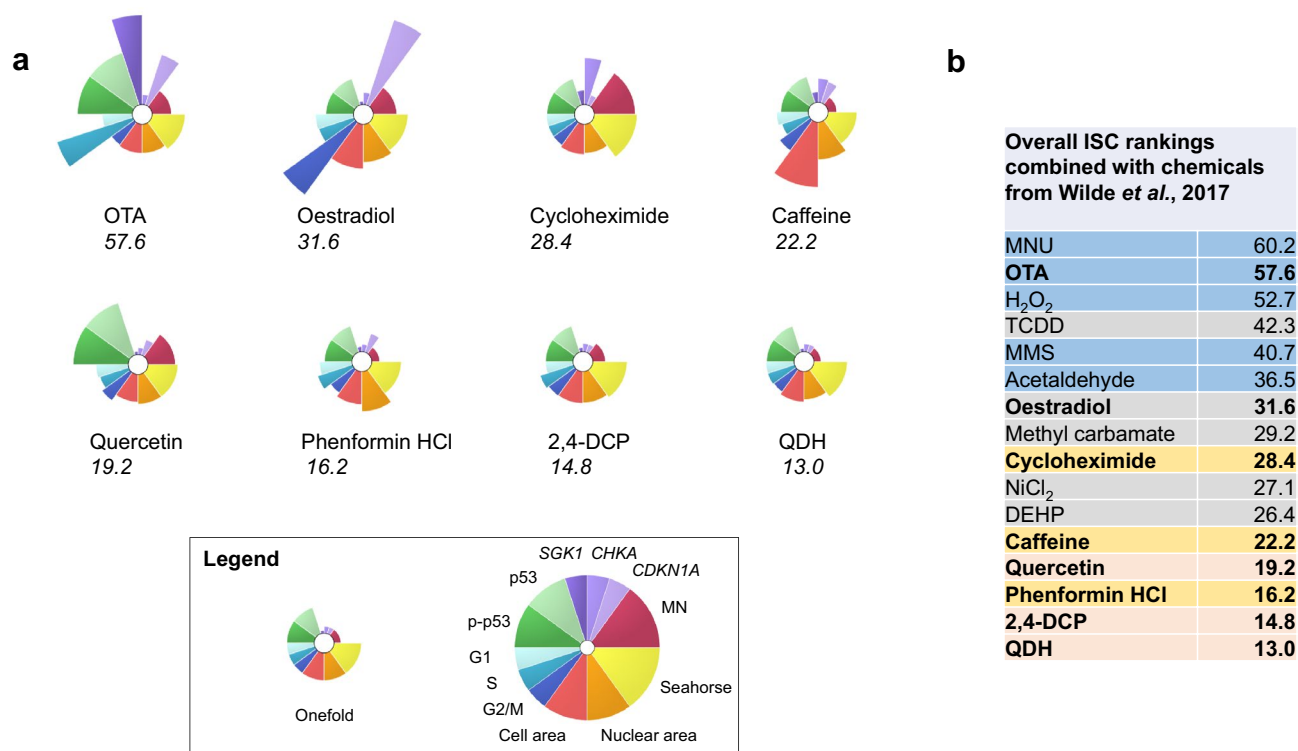 a
OTA
57.6
Oestradiol
31.6
Cycloheximide
28.4
Caffeine
22.2
Quercetin
19.2
Phenformin HCl
16.2
2,4-DCP
14.8
QDH
13.0
Legend
Onefold
SGK1
CHKA
CDKN1A
MN
Seahorse
Nuclear area
Cell area
G2/M
S
G1
p-p53
p53
b
Overall ISC rankings
combined with chemicals
from Wilde et al., 2017
MNU 60.2
OTA 57.6
H₂O₂ 52.7
TCDD 42.3
MMS 40.7
Acetaldehyde 36.5
Oestradiol 31.6
Methyl carbamate 29.2
Cycloheximide 28.4
NiCl₂ 27.1
DEHP 26.4
Caffeine 22.2
Quercetin 19.2
Phenformin HCl 16.2
2,4-DCP 14.8
QDH 13.0